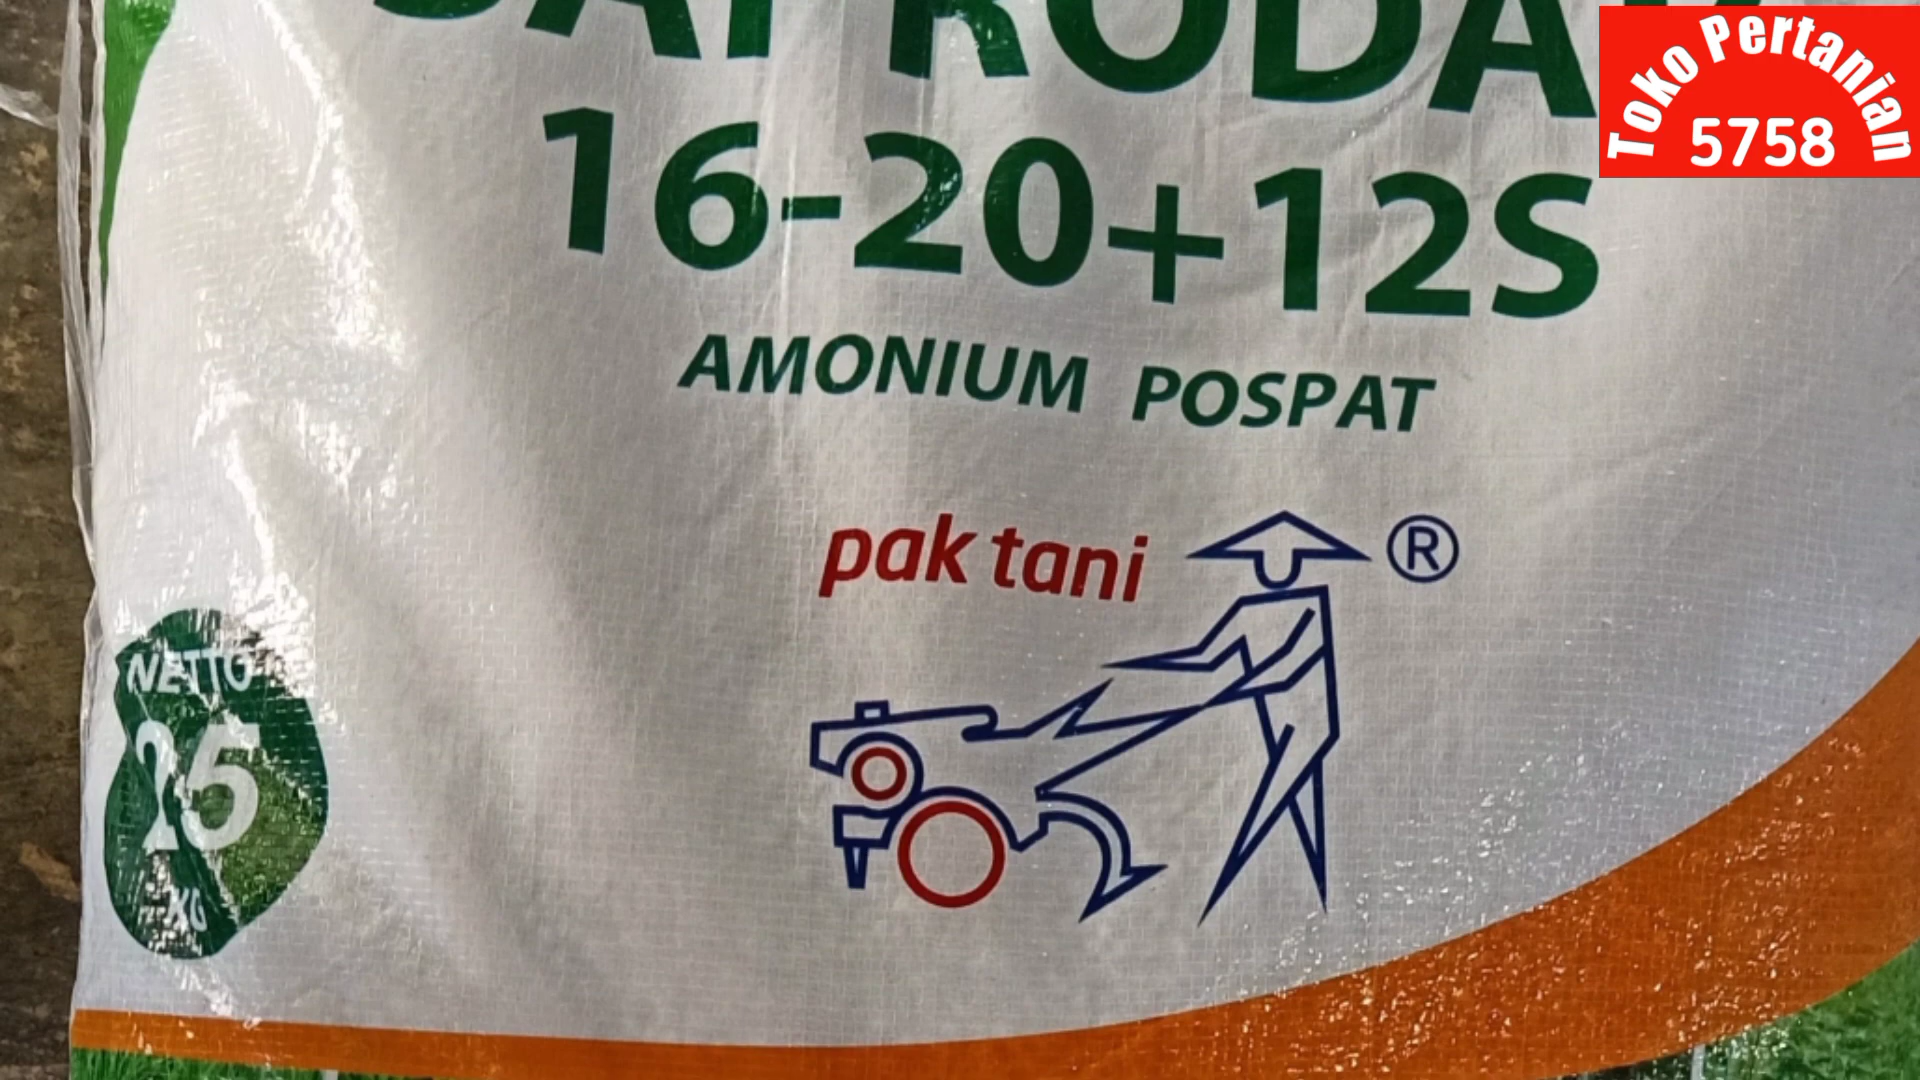 Toko Pertanian
5758
16-20+12S
AMONIUM POSPAT
pak tani ®
NETTO
25
KG